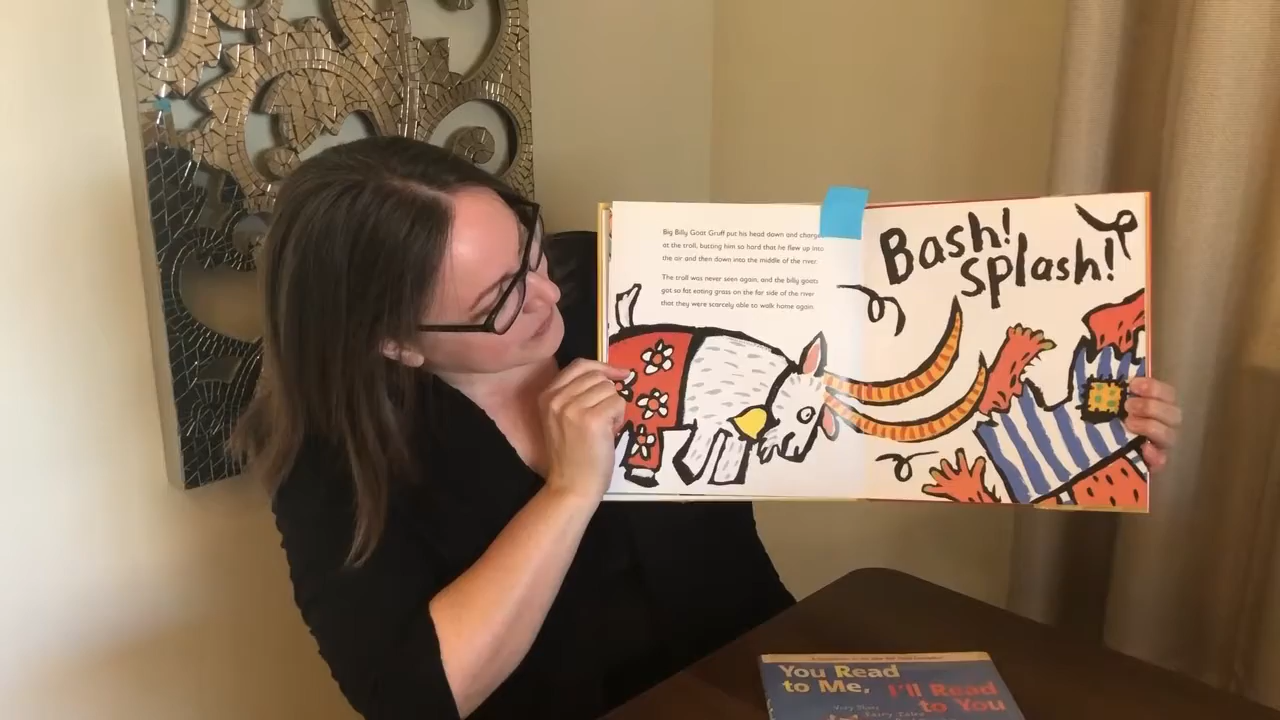 Big Billy Goat Gruff put his head down and charged
at the troll, butting him so hard that he flew up into
the air and then down into the middle of the river.
The troll was never seen again, and the billy goats
got so fat eating grass on the far side of the river
that they were scarcely able to walk home again.
Bash!
Splash!
You Read
to Me, I'll Read
to You
Very Short
Fairy Tales